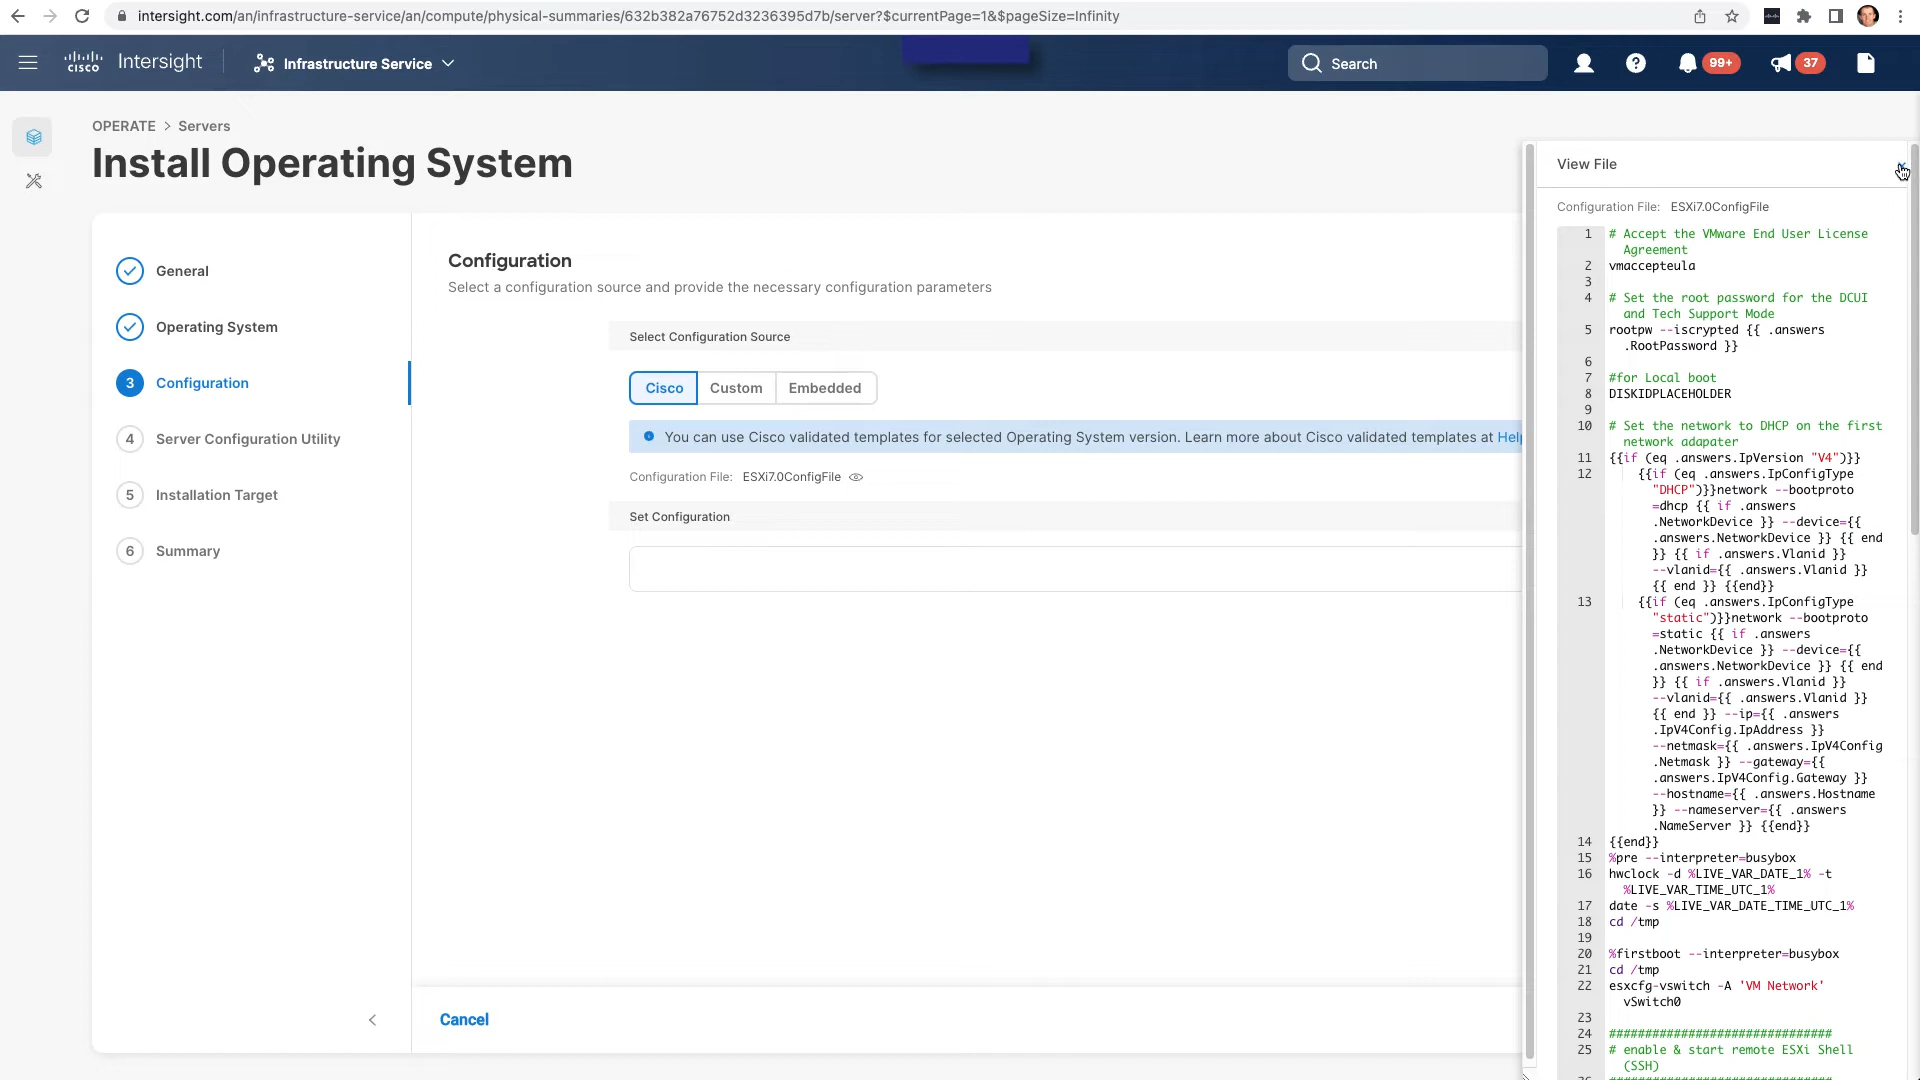 intersight.com/an/infrastructure-service/an/compute/physical-summaries/632b382a76752d3236395d7b/server?$currentPage=1&$pageSize=Infinity
CISCO Intersight
Infrastructure Service
Search
99+
37
OPERATE > Servers
Install Operating System
General
Operating System
3 Configuration
4 Server Configuration Utility
5 Installation Target
6 Summary
Configuration
Select a configuration source and provide the necessary configuration parameters
Select Configuration Source
Cisco Custom Embedded
You can use Cisco validated templates for selected Operating System version. Learn more about Cisco validated templates at Help
Configuration File: ESXi7.0ConfigFile
Set Configuration
Cancel
View File
Configuration File: ESXi7.0ConfigFile
1 # Accept the VMware End User License
Agreement
2 vmaccepteula
3
4 # Set the root password for the DCUI
and Tech Support Mode
5 rootpw --iscrypted {{ .answers
.RootPassword }}
6
7 #for Local boot
8 DISKIDPLACEHOLDER
9
10 # Set the network to DHCP on the first
network adapater
11 {{if (eq .answers.IpVersion "V4")}}
12 {{if (eq .answers.IpConfigType
"DHCP")}}network --bootproto
=dhcp {{ if .answers
.NetworkDevice }} --device={{
.answers.NetworkDevice }} {{ end
}} {{ if .answers.Vlanid }}
--vlanid={{ .answers.Vlanid }}
{{ end }} {{end}}
13 {{if (eq .answers.IpConfigType
"static")}}network --bootproto
=static {{ if .answers
.NetworkDevice }} --device={{
.answers.NetworkDevice }} {{ end
}} {{ if .answers.Vlanid }}
--vlanid={{ .answers.Vlanid }}
{{ end }} --ip={{ .answers
.IpV4Config.IpAddress }}
--netmask={{ .answers.IpV4Config
.Netmask }} --gateway={{
.answers.IpV4Config.Gateway }}
--hostname={{ .answers.Hostname
}} --nameserver={{ .answers
.NameServer }} {{end}}
14 {{end}}
15 %pre --interpreter=busybox
16 hwclock -d %LIVE_VAR_DATE_1% -t
%LIVE_VAR_TIME_UTC_1%
17 date -s %LIVE_VAR_DATE_TIME_UTC_1%
18 cd /tmp
19
20 %firstboot --interpreter=busybox
21 cd /tmp
22 esxcfg-vswitch -A 'VM Network'
vSwitch0
23
24 ###############################
25 # enable & start remote ESXi Shell
(SSH)